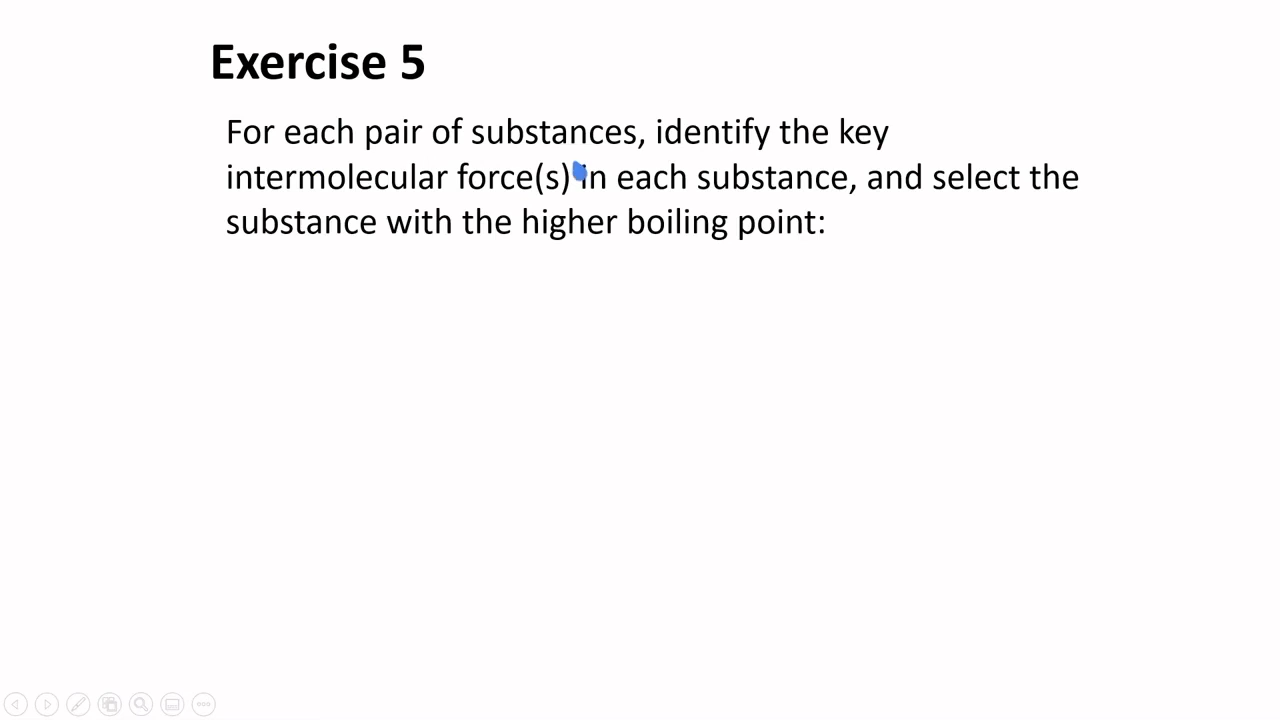 Exercise 5
For each pair of substances, identify the key
intermolecular force(s) in each substance, and select the
substance with the higher boiling point: